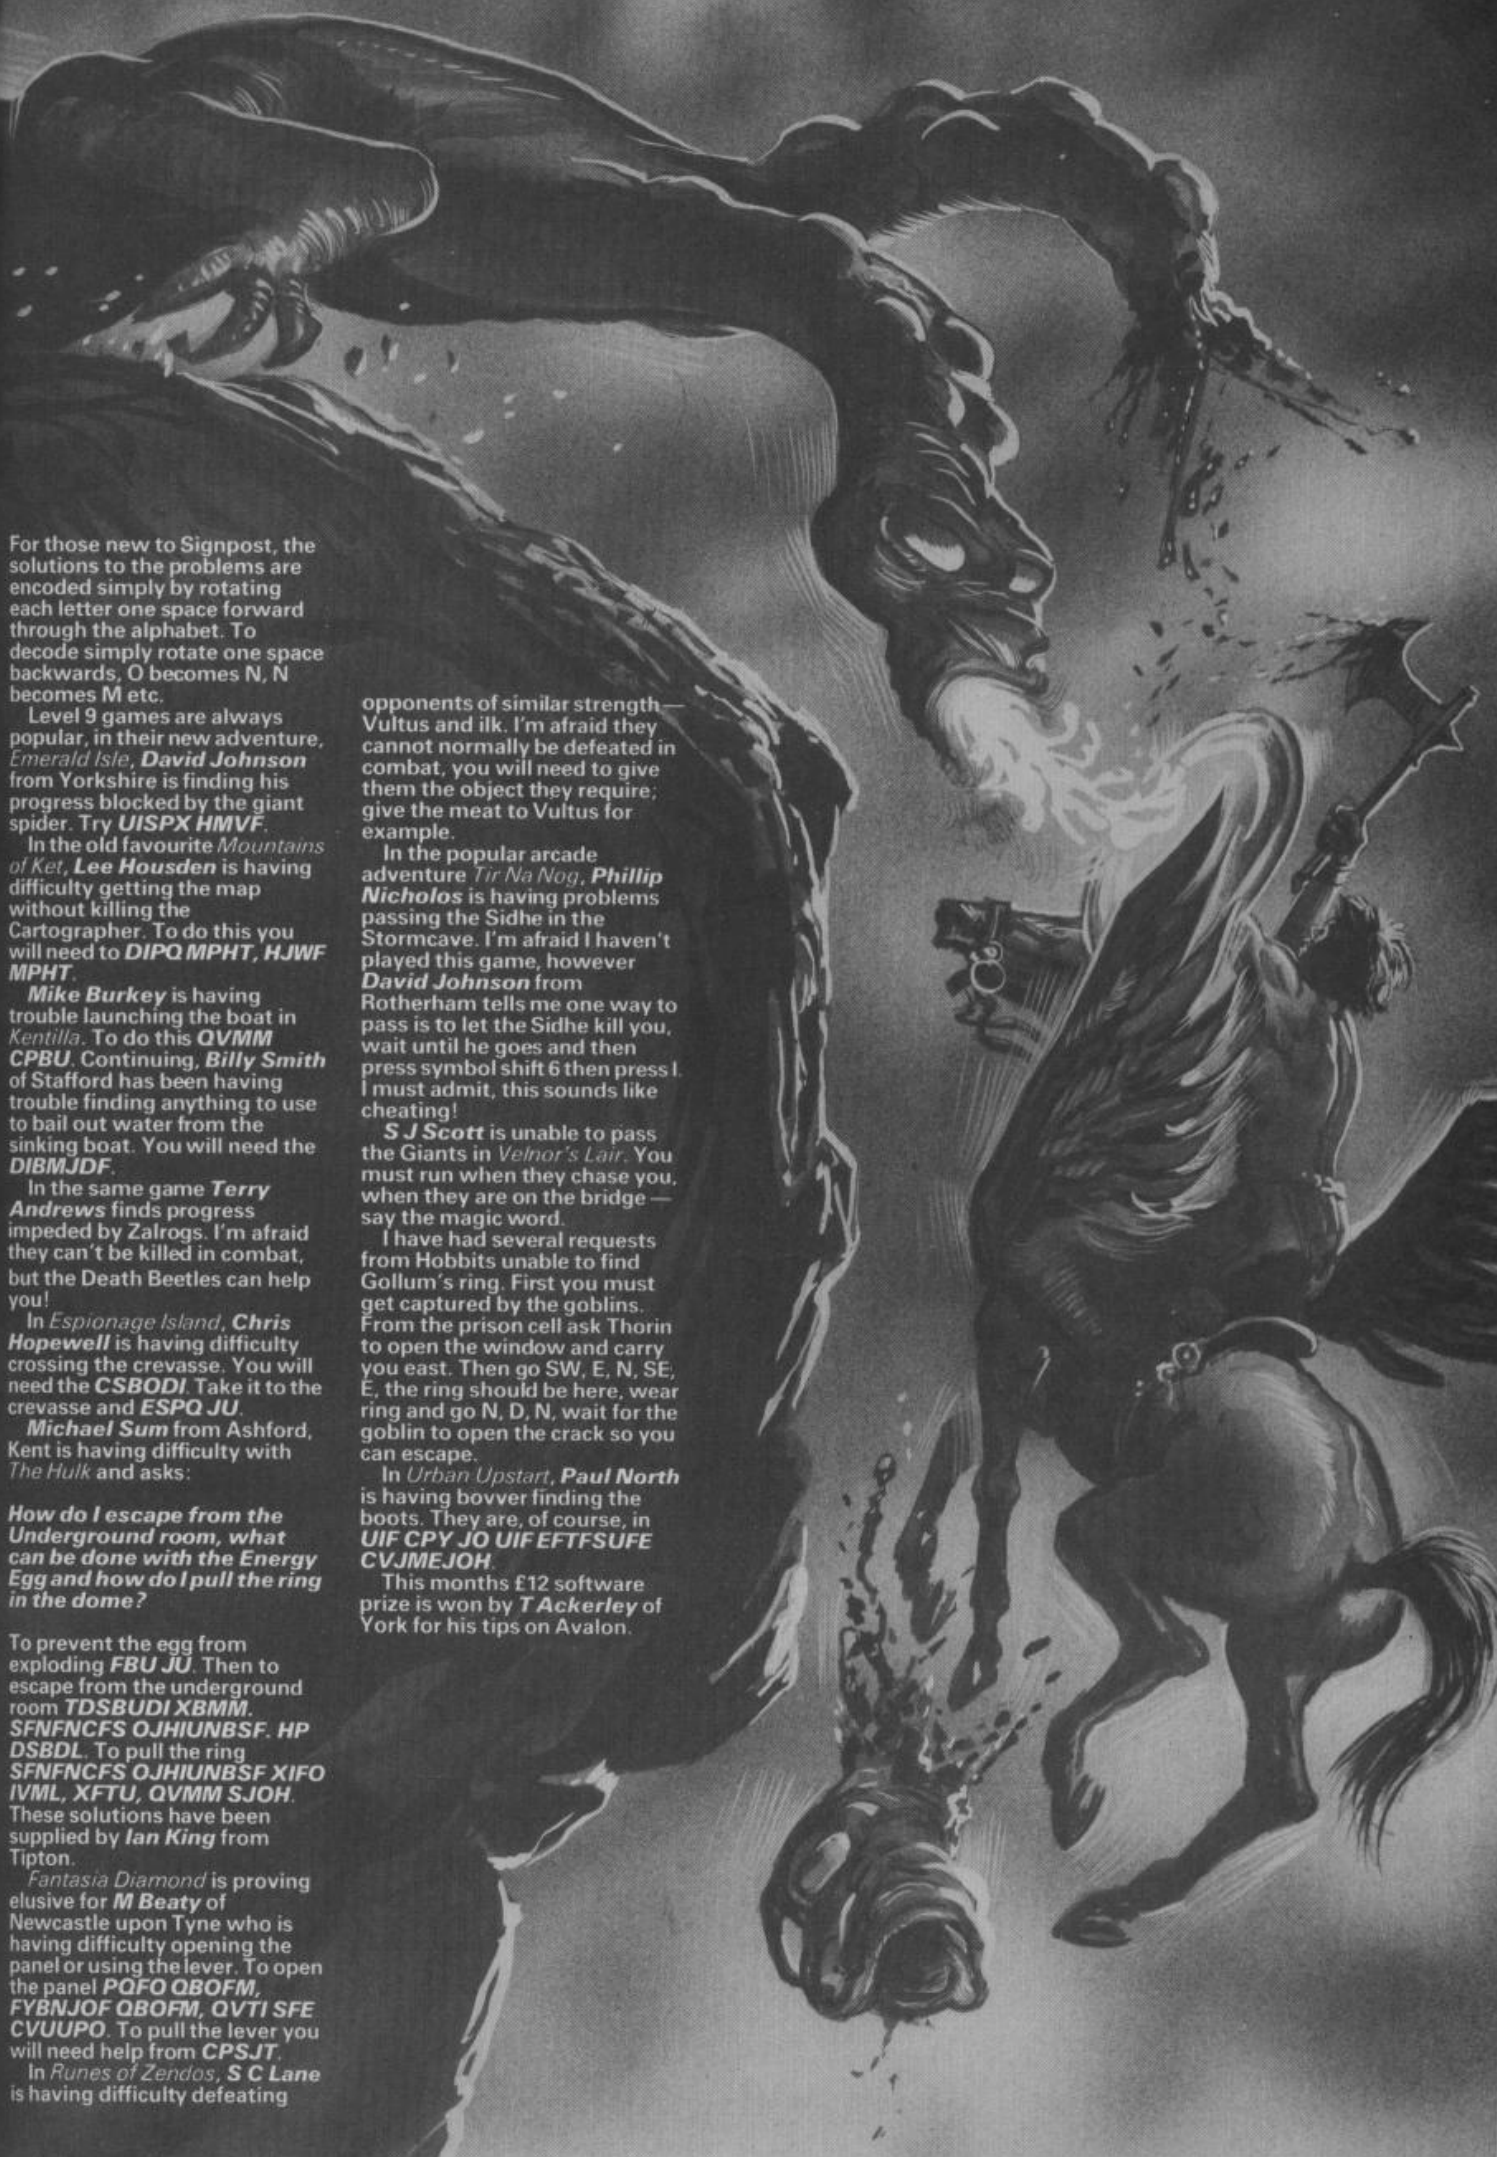 For those new to Signpost, the
solutions to the problems are
encoded simply by rotating
each letter one space forward
through the alphabet. To
decode simply rotate one space
backwards, O becomes N, N
becomes M etc.
Level 9 games are always
popular, in their new adventure,
Emerald Isle, David Johnson
from Yorkshire is finding his
progress blocked by the giant
spider. Try UISPX HMVF.
In the old favourite Mountains
of Ket, Lee Housden is having
difficulty getting the map
without killing the
Cartographer. To do this you
will need to DIPQ MPHT, HJWF
MPHT.
Mike Burkey is having
trouble launching the boat in
Kentilla. To do this QVMM
CPBU. Continuing, Billy Smith
of Stafford has been having
trouble finding anything to use
to bail out water from the
sinking boat. You will need the
DIBMJDF.
In the same game Terry
Andrews finds progress
impeded by Zalrogs. I'm afraid
they can't be killed in combat,
but the Death Beetles can help
you!
In Espionage Island, Chris
Hopewell is having difficulty
crossing the crevasse. You will
need the CSBODI. Take it to the
crevasse and ESPQ JU.
Michael Sum from Ashford,
Kent is having difficulty with
The Hulk and asks:
How do I escape from the
Underground room, what
can be done with the Energy
Egg and how do I pull the ring
in the dome?
To prevent the egg from
exploding FBU JU. Then to
escape from the underground
room TDSBUDI XBMM.
SFNFNCFS OJHIUNBSF. HP
DSBDL. To pull the ring
SFNFNCFS OJHIUNBSF XIFO
IVML, XFTU, QVMM SJOH.
These solutions have been
supplied by Ian King from
Tipton.
Fantasia Diamond is proving
elusive for M Beaty of
Newcastle upon Tyne who is
having difficulty opening the
panel or using the lever. To open
the panel PQFO QBOFM,
FYBNJOF QBOFM, QVTI SFE
CVUUPO. To pull the lever you
will need help from CPSJT.
In Runes of Zendos, S C Lane
is having difficulty defeating
opponents of similar strength —
Vultus and ilk. I'm afraid they
cannot normally be defeated in
combat, you will need to give
them the object they require;
give the meat to Vultus for
example.
In the popular arcade
adventure Tir Na Nog, Phillip
Nicholos is having problems
passing the Sidhe in the
Stormcave. I'm afraid I haven't
played this game, however
David Johnson from
Rotherham tells me one way to
pass is to let the Sidhe kill you,
wait until he goes and then
press symbol shift 6 then press I.
I must admit, this sounds like
cheating!
S J Scott is unable to pass
the Giants in Velnor's Lair. You
must run when they chase you,
when they are on the bridge —
say the magic word.
I have had several requests
from Hobbits unable to find
Gollum's ring. First you must
get captured by the goblins.
From the prison cell ask Thorin
to open the window and carry
you east. Then go SW, E, N, SE,
E, the ring should be here, wear
ring and go N, D, N, wait for the
goblin to open the crack so you
can escape.
In Urban Upstart, Paul North
is having bovver finding the
boots. They are, of course, in
UIF CPY JO UIF EFTFSUFE
CVJMEJOH.
This months £12 software
prize is won by T Ackerley of
York for his tips on Avalon.